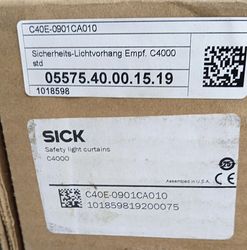 C40E-0901CA010
Sicherheits-Lichtvorhang Empf. C4000
std
05575.40.00.15.19
1018598
SICK
Safety light curtains
C4000
Assembled in U.S.A.
C40E-0901CA010
101859819200075